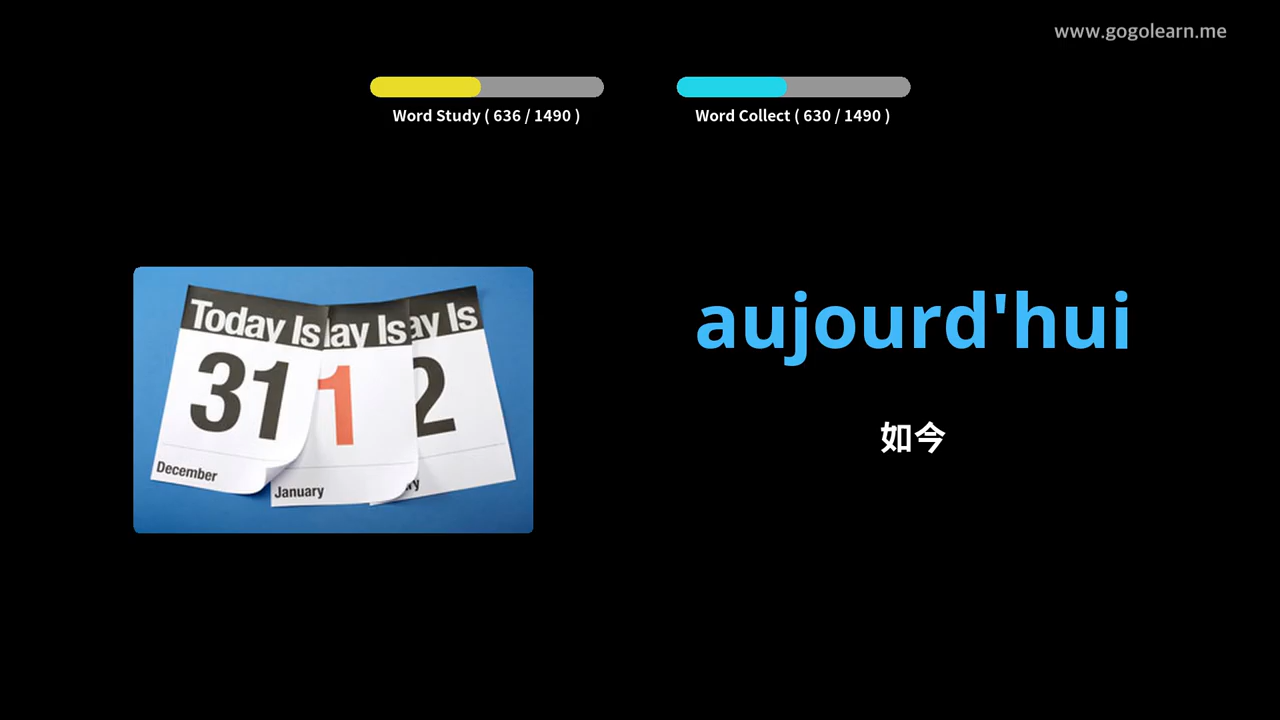 www.gogolearn.me
Word Study ( 636 / 1490 )
Word Collect ( 630 / 1490 )
Today Is
31
December
day Is
1
January
ay Is
2
ry
aujourd'hui
如今